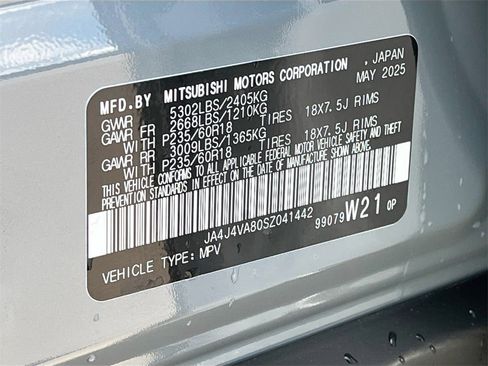 MFD.BY MITSUBISHI MOTORS CORPORATION , JAPAN
GVWR 5302LBS/2405KG MAY 2025
GAWR FR 2668LBS/1210KG
WITH P235/60R18 TIRES 18X7.5J RIMS
GAWR RR 3009LBS/1365KG
WITH P235/60R18 TIRES 18X7.5J RIMS
THIS VEHICLE CONFORMS TO ALL APPLICABLE FEDERAL MOTOR VEHICLE SAFETY AND THEFT
PREVENTION STANDARDS IN EFFECT ON THE DATE OF MANUFACTURE SHOWN ABOVE.
JA4J4VA80SZ041442
99079 W21 0P
VEHICLE TYPE: MPV